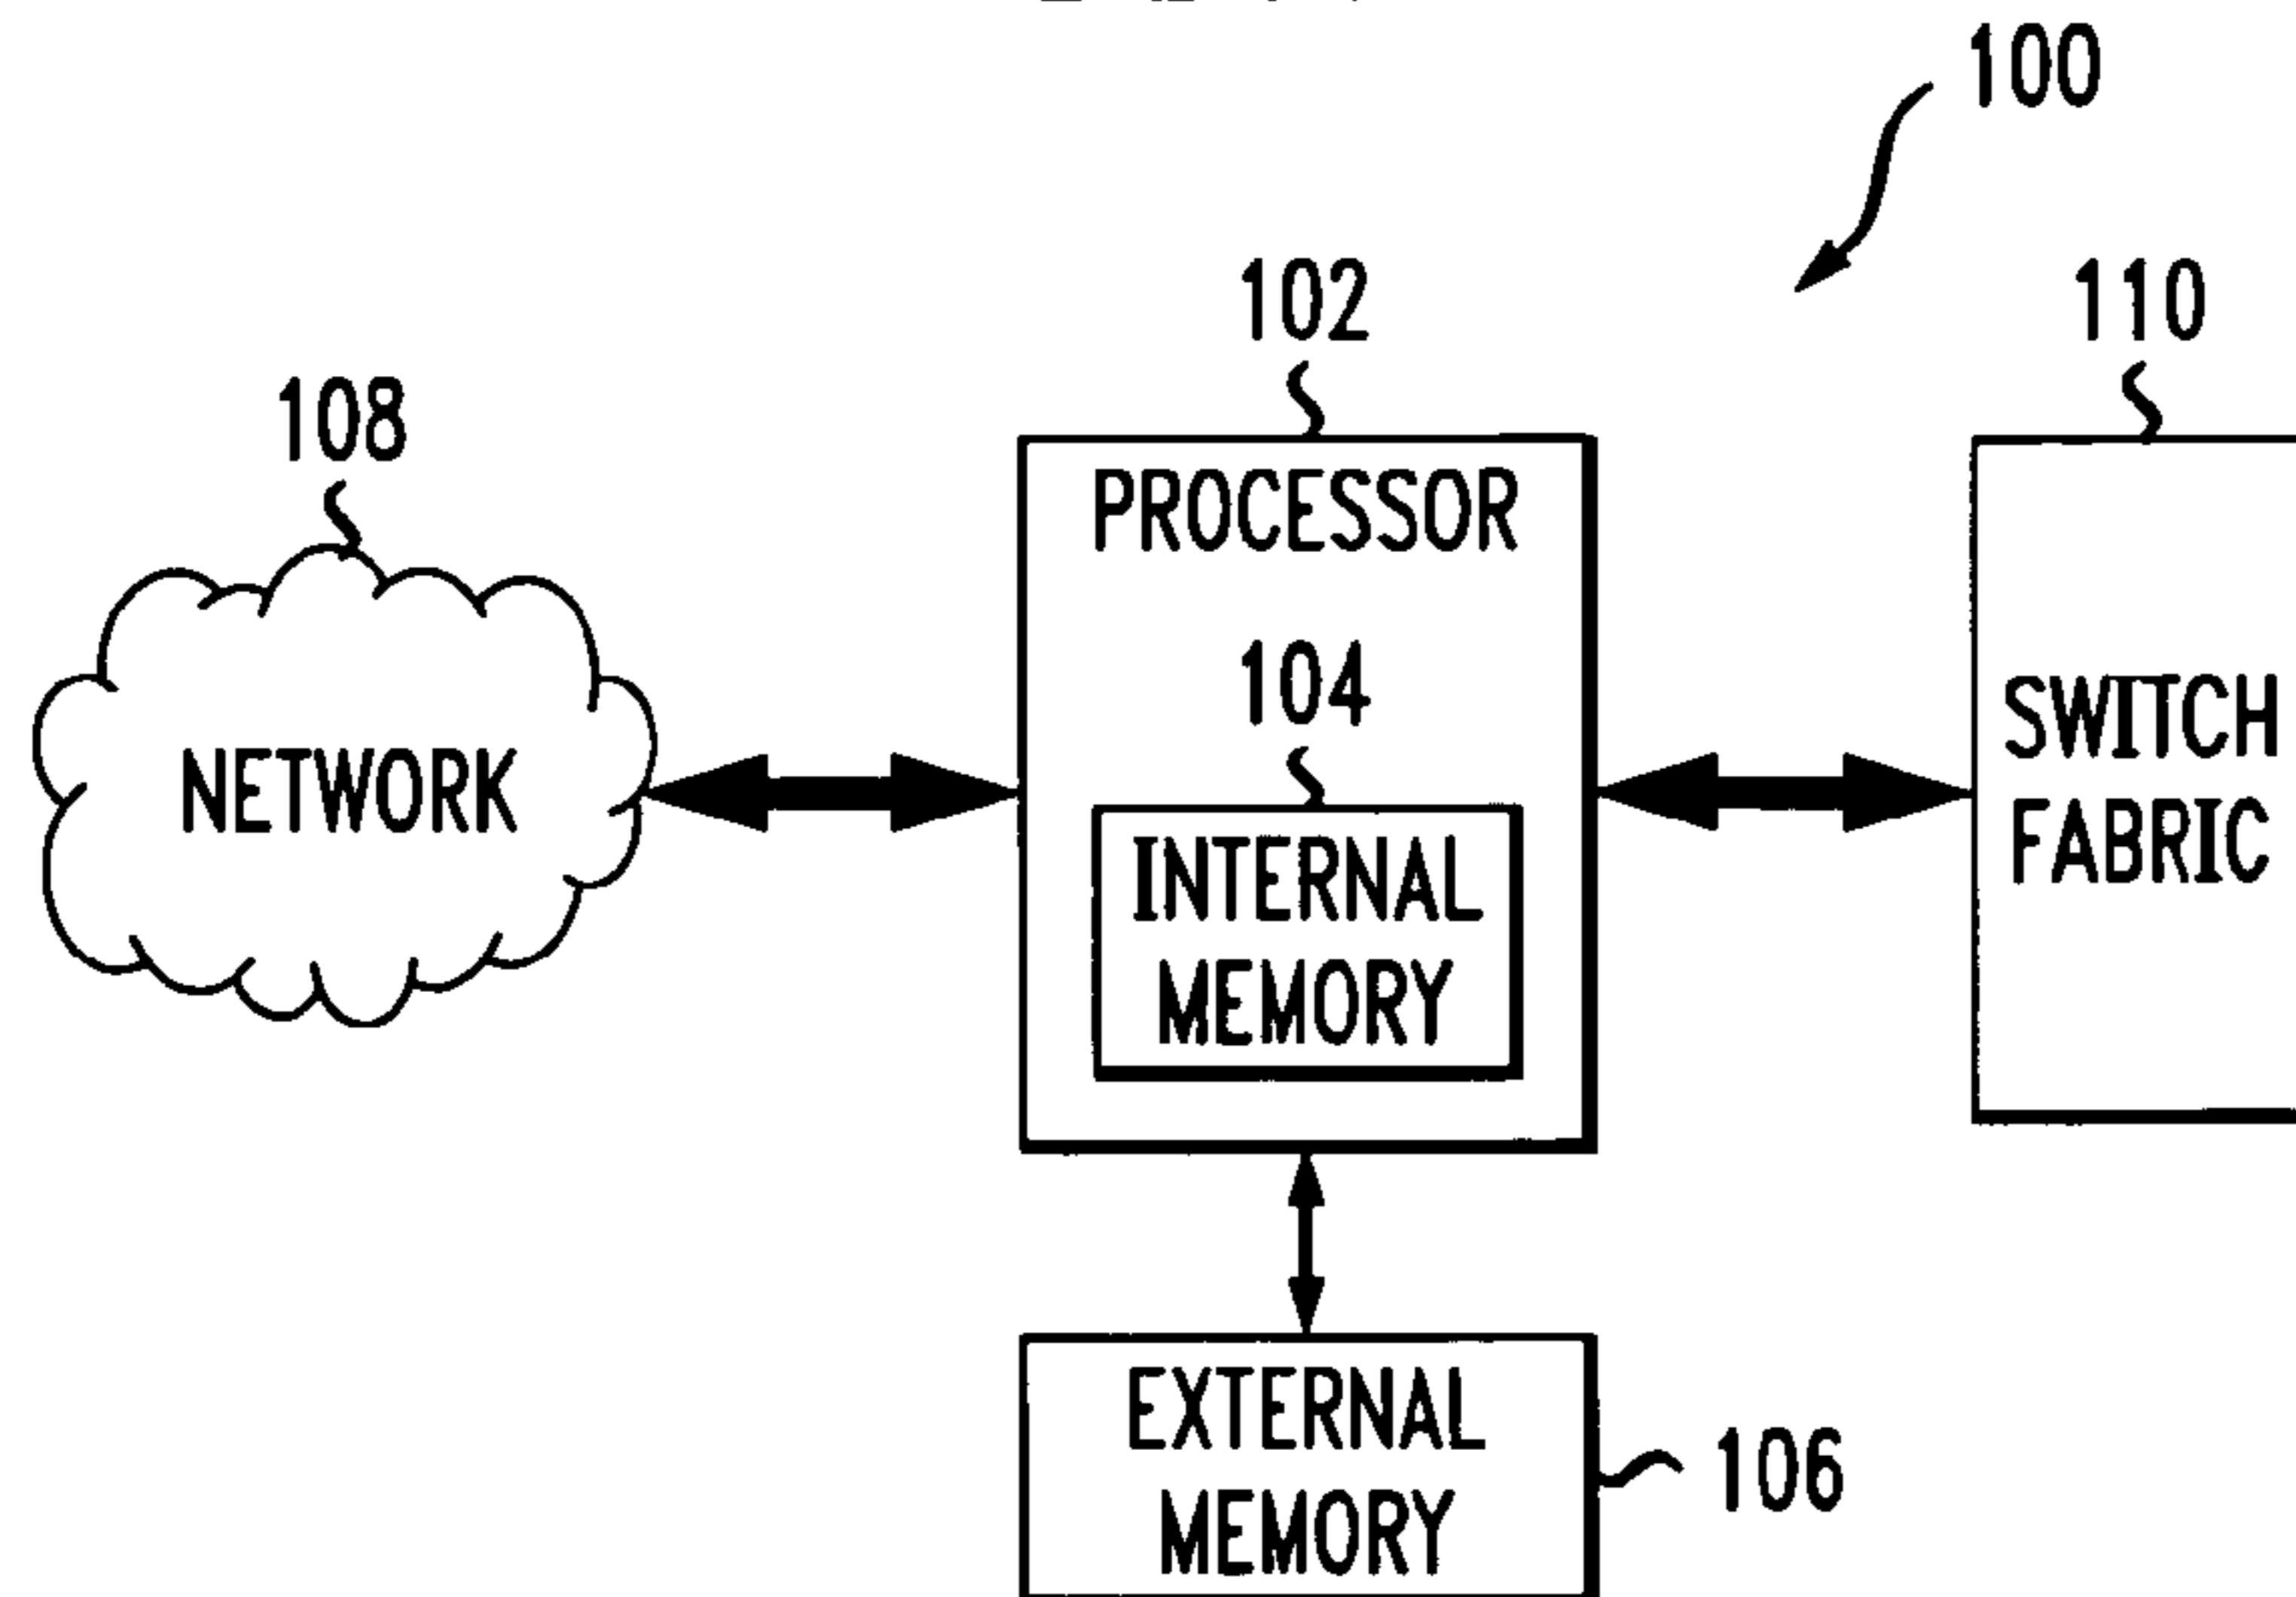 100
102
110
108
PROCESSOR
104
SWITCH
FABRIC
NETWORK
INTERNAL
MEMORY
EXTERNAL
MEMORY
106